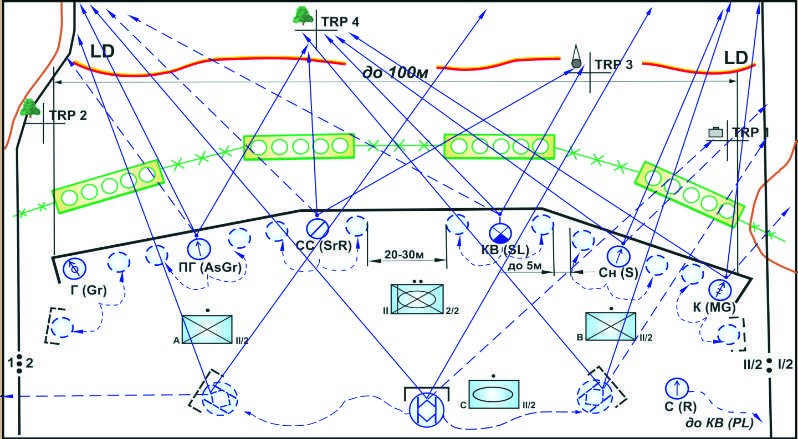 TRP 4
LD
LD
TRP 3
до 100м
TRP 2
TRP 1
СС (SrR)
КВ (SL)
ПГ (AsGr)
20-30м
до 5м
Сн (S)
Г (Gr)
К (MG)
II
2/2
А
II/2
В
II/2
1
2
II/2
I/2
С
II/2
С (R)
до КВ (PL)